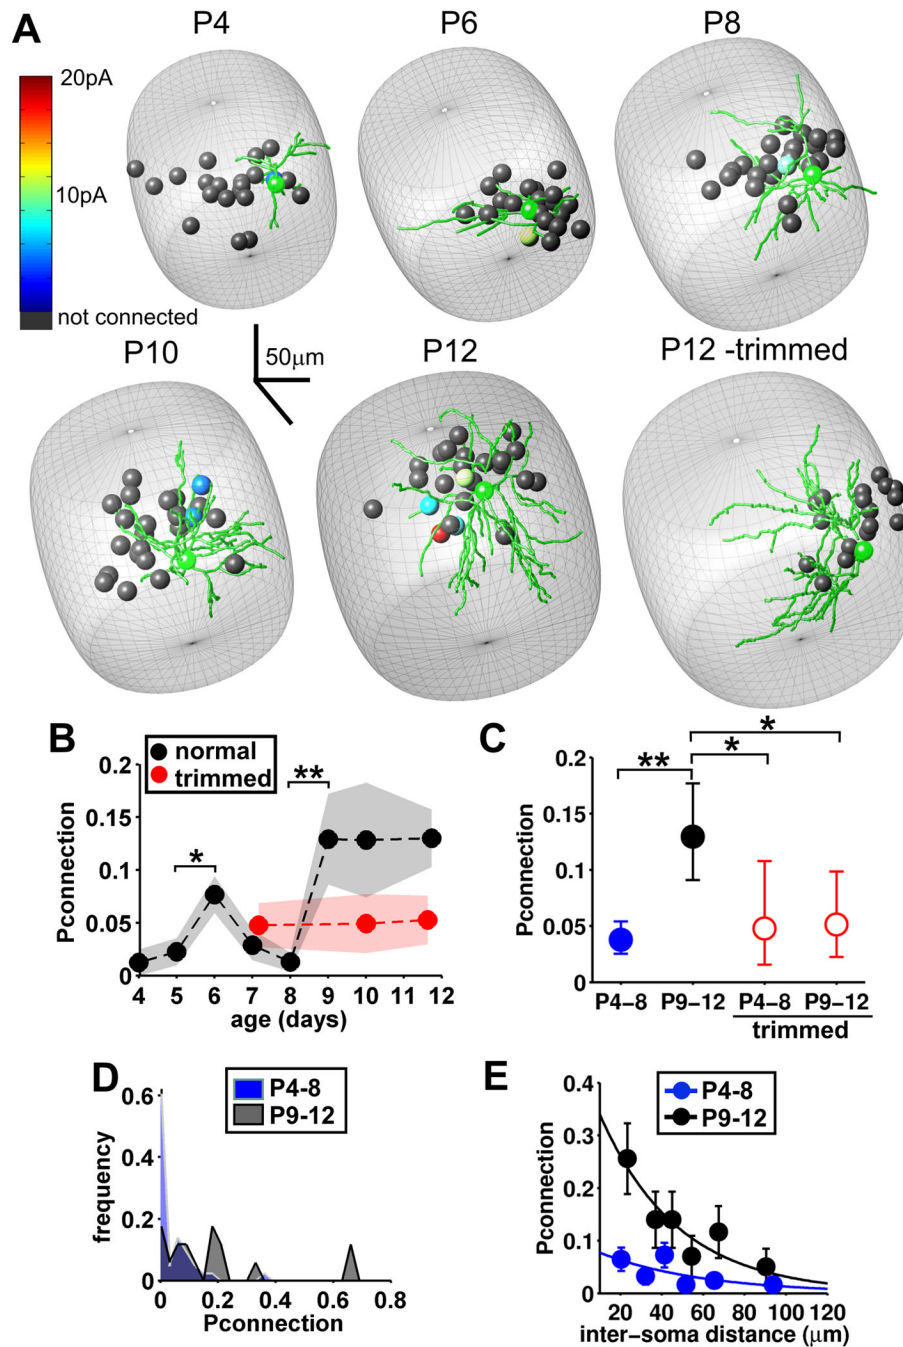 A
P4
P6
P8
20pA
10pA
not connected
P10
50μm
P12
P12 -trimmed
B
normal
trimmed
Pconnection
0.2
0.15
0.1
0.05
0
*
**
4 5 6 7 8 9 10 11 12
age (days)
C
Pconnection
0.2
0.15
0.1
0.05
0
**
*
*
P4-8 P9-12 P4-8 P9-12
trimmed
D
P4-8
P9-12
frequency
0.6
0.4
0.2
0
0 0.2 0.4 0.6 0.8
Pconnection
E
P4-8
P9-12
Pconnection
0.4
0.3
0.2
0.1
0
20 40 60 80 100 120
inter-soma distance (μm)